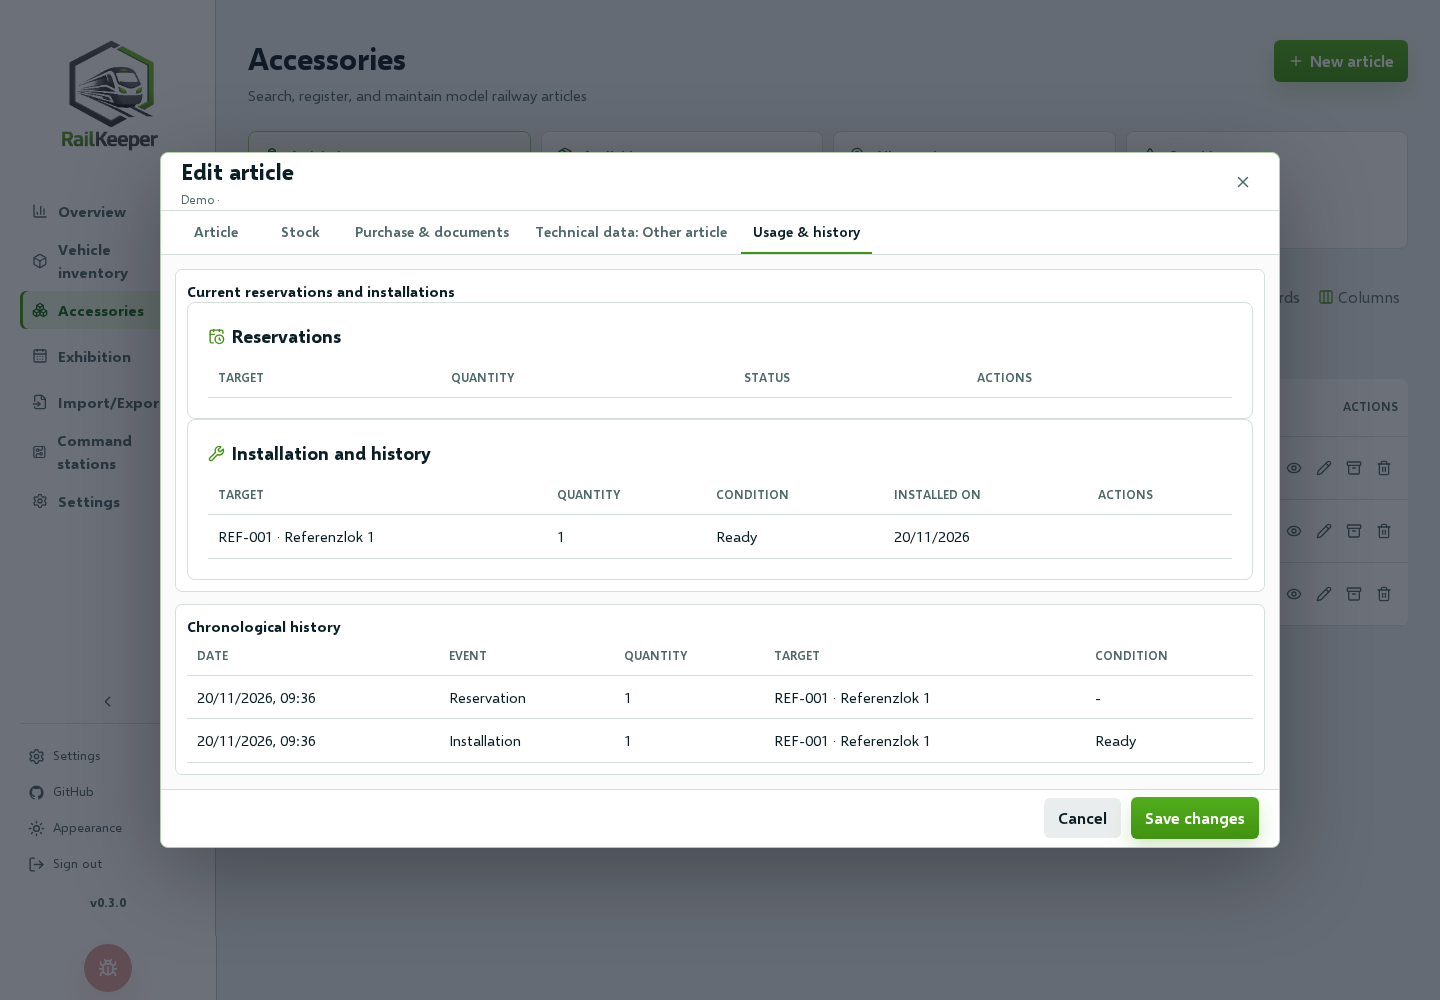 RailKeeper
Overview
Vehicle
inventory
Accessories
Exhibition
Import/Expor
Command
stations
Settings
Settings
GitHub
Appearance
Sign out
v0.3.0
Accessories
Search, register, and maintain model railway articles
+ New article
Columns
ACTIONS
Edit article
Demo ·
Article
Stock
Purchase & documents
Technical data: Other article
Usage & history
Current reservations and installations
Reservations
TARGET QUANTITY STATUS ACTIONS
Installation and history
TARGET QUANTITY CONDITION INSTALLED ON ACTIONS
REF-001 · Referenzlok 1 1 Ready 20/11/2026
Chronological history
DATE EVENT QUANTITY TARGET CONDITION
20/11/2026, 09:36 Reservation 1 REF-001 · Referenzlok 1 -
20/11/2026, 09:36 Installation 1 REF-001 · Referenzlok 1 Ready
Cancel
Save changes